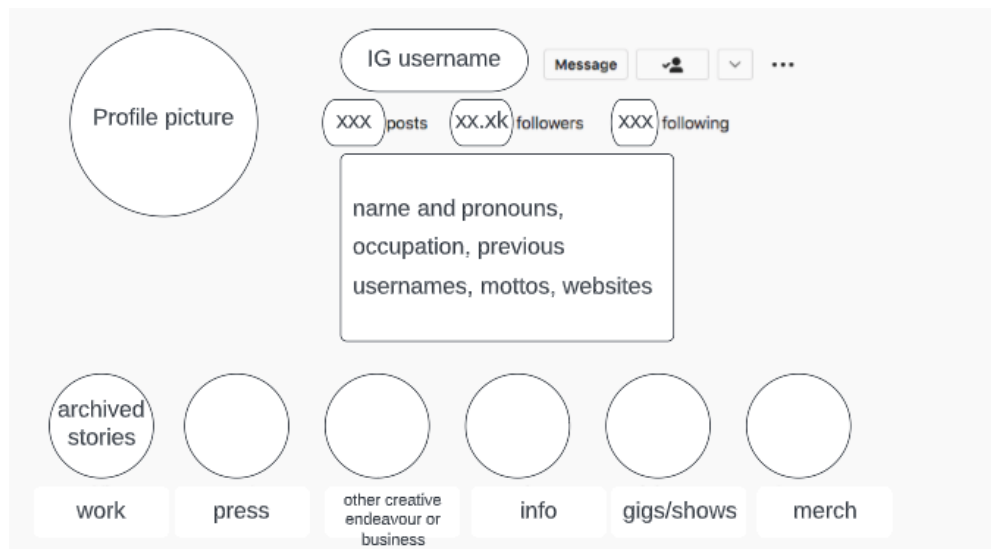 IG username
Message
•••
Profile picture
xxx posts xx.xk followers xxx following
name and pronouns,
occupation, previous
usernames, mottos, websites
archived
stories
work press other creative
endeavour or
business info gigs/shows merch